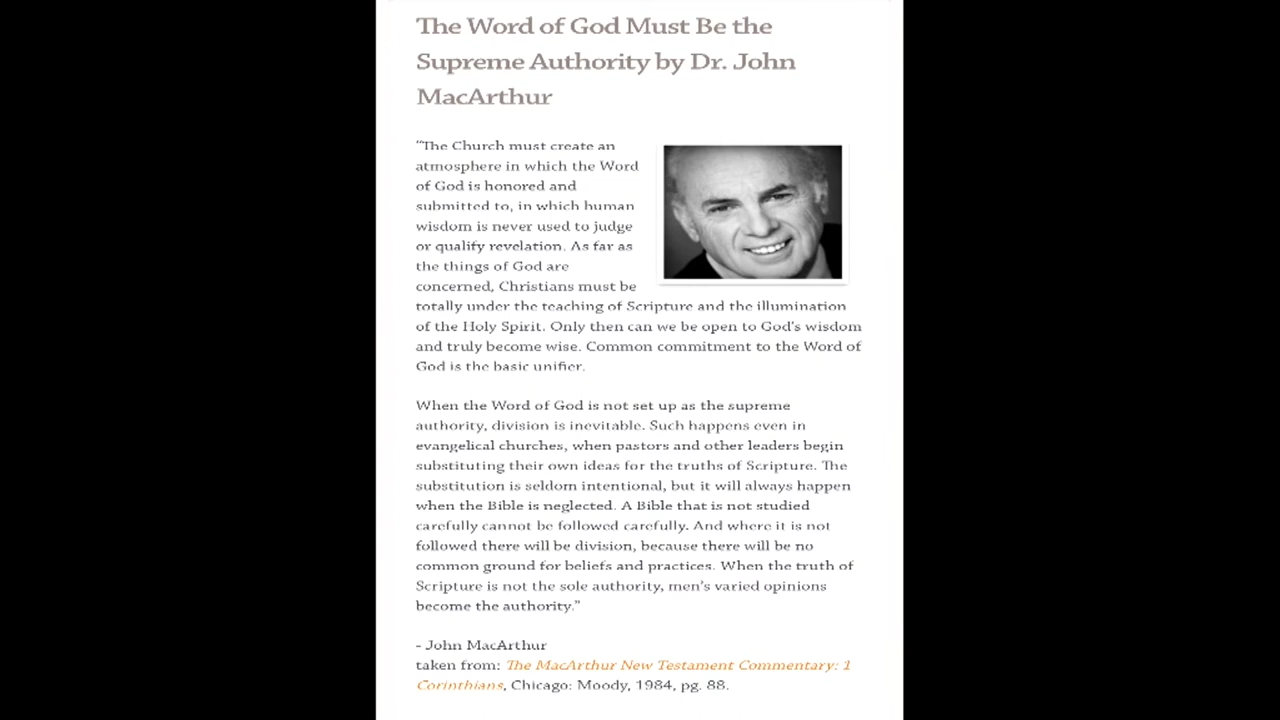 The Word of God Must Be the
Supreme Authority by Dr. John
MacArthur
“The Church must create an
atmosphere in which the Word
of God is honored and
submitted to, in which human
wisdom is never used to judge
or qualify revelation. As far as
the things of God are
concerned, Christians must be
totally under the teaching of Scripture and the illumination
of the Holy Spirit. Only then can we be open to God's wisdom
and truly become wise. Common commitment to the Word of
God is the basic unifier.
When the Word of God is not set up as the supreme
authority, division is inevitable. Such happens even in
evangelical churches, when pastors and other leaders begin
substituting their own ideas for the truths of Scripture. The
substitution is seldom intentional, but it will always happen
when the Bible is neglected. A Bible that is not studied
carefully cannot be followed carefully. And where it is not
followed there will be division, because there will be no
common ground for beliefs and practices. When the truth of
Scripture is not the sole authority, men's varied opinions
become the authority.”
- John MacArthur
taken from: The MacArthur New Testament Commentary: 1
Corinthians, Chicago: Moody, 1984, pg. 88.